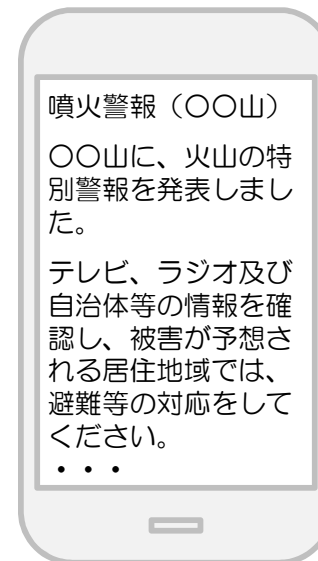 噴火警報（〇〇山）
〇〇山に、火山の特
別警報を発表しまし
た。
テレビ、ラジオ及び
自治体等の情報を確
認し、被害が予想さ
れる居住地域では、
避難等の対応をして
ください。
・・・